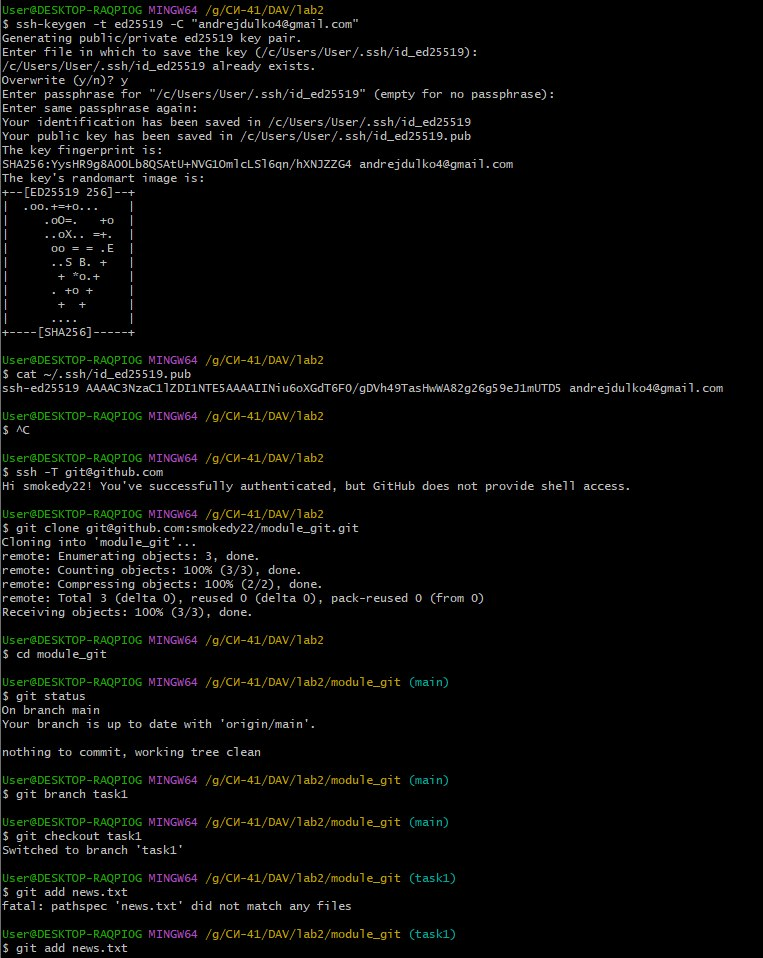 User@DESKTOP-RAQPIOG MINGW64 /g/СИ-41/DAV/lab2
$ ssh-keygen -t ed25519 -C "andrejdulko4@gmail.com"
Generating public/private ed25519 key pair.
Enter file in which to save the key (/c/Users/User/.ssh/id_ed25519):
/c/Users/User/.ssh/id_ed25519 already exists.
Overwrite (y/n)? y
Enter passphrase for "/c/Users/User/.ssh/id_ed25519" (empty for no passphrase):
Enter same passphrase again:
Your identification has been saved in /c/Users/User/.ssh/id_ed25519
Your public key has been saved in /c/Users/User/.ssh/id_ed25519.pub
The key fingerprint is:
SHA256:YysHR9g8AOOLb8QSAtU+NVG1OmlcLSl6qn/hXNJZZG4 andrejdulko4@gmail.com
The key's randomart image is:
+--[ED25519 256]--+
|  .oo.+=+o...    |
|     .oO=.   +o  |
|     ..oX.. =+.  |
|      oo = = .E  |
|      ..S B. +   |
|       + *o.+    |
|      . +o +     |
|       +  +      |
|      ....       |
+----[SHA256]-----+
User@DESKTOP-RAQPIOG MINGW64 /g/СИ-41/DAV/lab2
$ cat ~/.ssh/id_ed25519.pub
ssh-ed25519 AAAAC3NzaC1lZDI1NTE5AAAAIINiu6oXGdT6FO/gDVh49TasHwWA82g26g59eJ1mUTD5 andrejdulko4@gmail.com
User@DESKTOP-RAQPIOG MINGW64 /g/СИ-41/DAV/lab2
$ ^C
User@DESKTOP-RAQPIOG MINGW64 /g/СИ-41/DAV/lab2
$ ssh -T git@github.com
Hi smokedy22! You've successfully authenticated, but GitHub does not provide shell access.
User@DESKTOP-RAQPIOG MINGW64 /g/СИ-41/DAV/lab2
$ git clone git@github.com:smokedy22/module_git.git
Cloning into 'module_git'...
remote: Enumerating objects: 3, done.
remote: Counting objects: 100% (3/3), done.
remote: Compressing objects: 100% (2/2), done.
remote: Total 3 (delta 0), reused 0 (delta 0), pack-reused 0 (from 0)
Receiving objects: 100% (3/3), done.
User@DESKTOP-RAQPIOG MINGW64 /g/СИ-41/DAV/lab2
$ cd module_git
User@DESKTOP-RAQPIOG MINGW64 /g/СИ-41/DAV/lab2/module_git (main)
$ git status
On branch main
Your branch is up to date with 'origin/main'.
nothing to commit, working tree clean
User@DESKTOP-RAQPIOG MINGW64 /g/СИ-41/DAV/lab2/module_git (main)
$ git branch task1
User@DESKTOP-RAQPIOG MINGW64 /g/СИ-41/DAV/lab2/module_git (main)
$ git checkout task1
Switched to branch 'task1'
User@DESKTOP-RAQPIOG MINGW64 /g/СИ-41/DAV/lab2/module_git (task1)
$ git add news.txt
fatal: pathspec 'news.txt' did not match any files
User@DESKTOP-RAQPIOG MINGW64 /g/СИ-41/DAV/lab2/module_git (task1)
$ git add news.txt